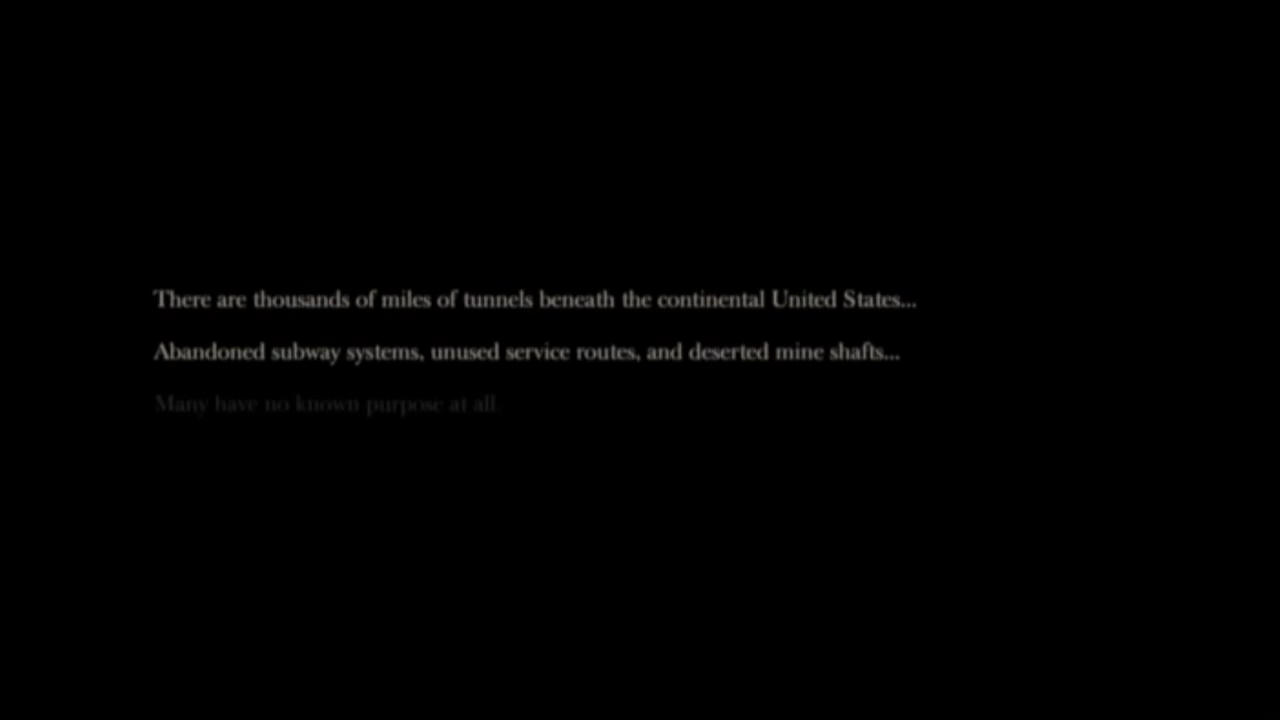 There are thousands of miles of tunnels beneath the continental United States...
Abandoned subway systems, unused service routes, and deserted mine shafts...
Many have no known purpose at all.